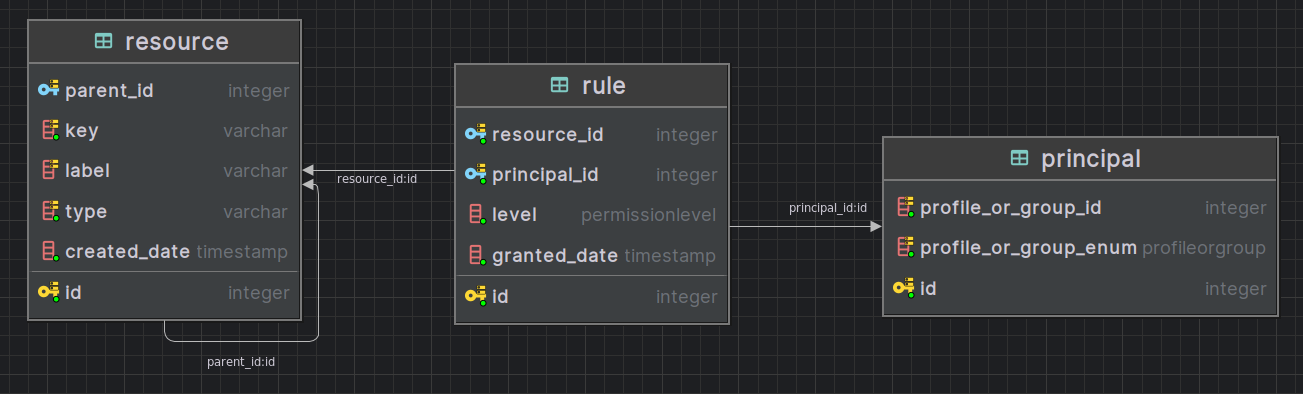 resource
parent_id integer
key varchar
label varchar
type varchar
created_date timestamp
id integer
parent_id:id
resource_id:id
rule
resource_id integer
principal_id integer
level permissionlevel
granted_date timestamp
id integer
principal_id:id
principal
profile_or_group_id integer
profile_or_group_enum profileorgroup
id integer